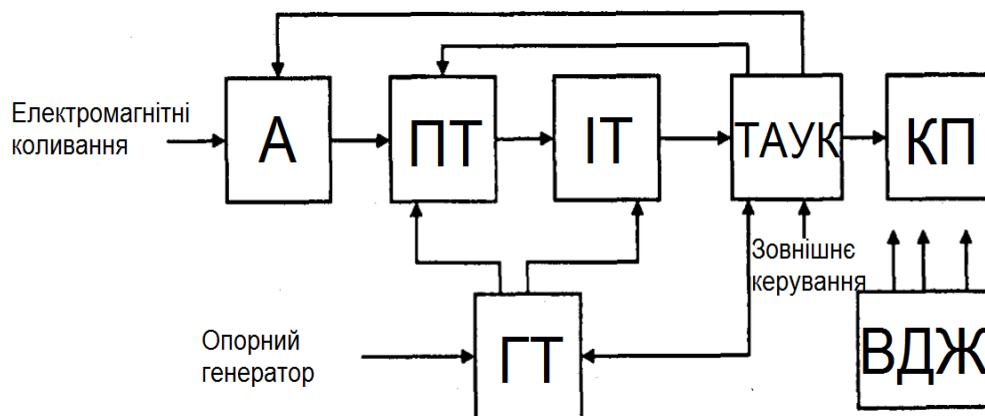 Електромагнітні
коливання
А
ПТ
ІТ
ТАУК
КП
Зовнішнє
керування
Опорний
генератор
ГТ
ВДЖ